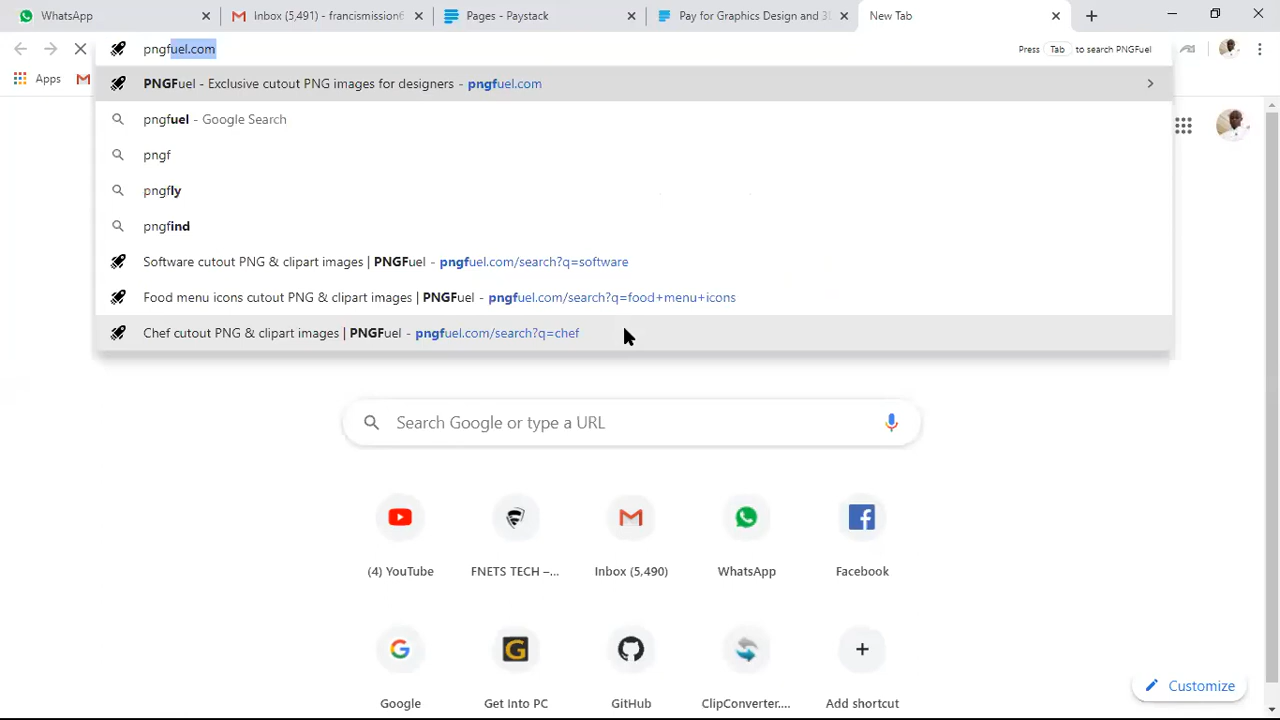 WhatsApp
Inbox (5,491) - francismission6
Pages - Paystack
Pay for Graphics Design and 3D
New Tab
pngfuel.com
Press Tab to search PNGFuel
Apps
PNGFuel - Exclusive cutout PNG images for designers - pngfuel.com
pngfuel - Google Search
pngf
pngfly
pngfind
Software cutout PNG & clipart images | PNGFuel - pngfuel.com/search?q=software
Food menu icons cutout PNG & clipart images | PNGFuel - pngfuel.com/search?q=food+menu+icons
Chef cutout PNG & clipart images | PNGFuel - pngfuel.com/search?q=chef
Search Google or type a URL
(4) YouTube
FNETS TECH –...
Inbox (5,490)
WhatsApp
Facebook
Google
Get Into PC
GitHub
ClipConverter....
Add shortcut
Customize